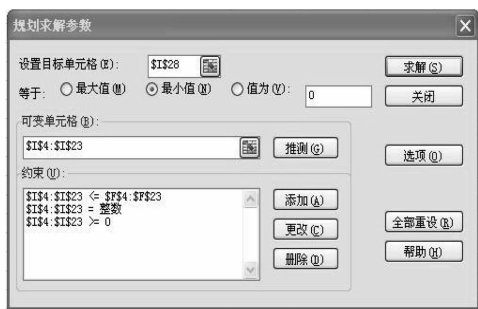 规划求解参数
设置目标单元格(E): $I$28 求解(S)
等于: 最大值(M) 最小值(N) 值为(V): 0 关闭
可变单元格(B):
$I$4:$I$23 推测(G) 选项(O)
约束(U):
$I$4:$I$23 <= $F$4:$F$23 添加(A)
$I$4:$I$23 = 整数
$I$4:$I$23 >= 0
更改(C) 全部重设(R)
删除(D) 帮助(H)